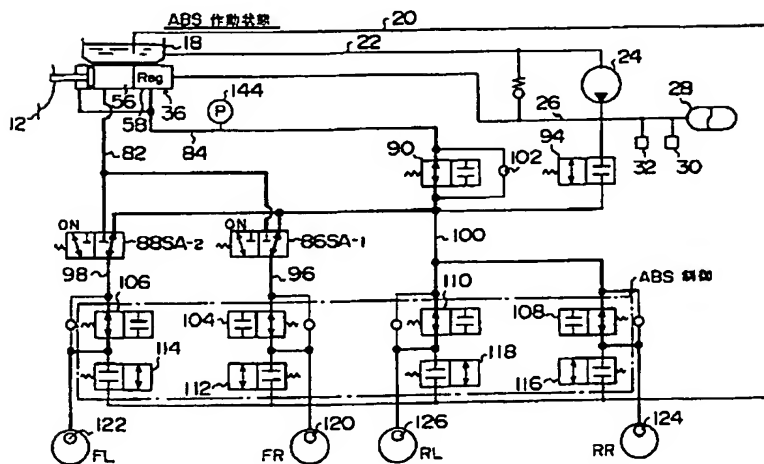 ABS 作動状態
20
18
22
24
Reg
144
28
56
36
26
P
12
58
94
82
84
90
102
32
30
ON
ON
88SA-2
86SA-1
100
98
96
106
110
ABS 制御
104
108
114
118
112
116
122
120
126
124
FL
FR
RL
RR